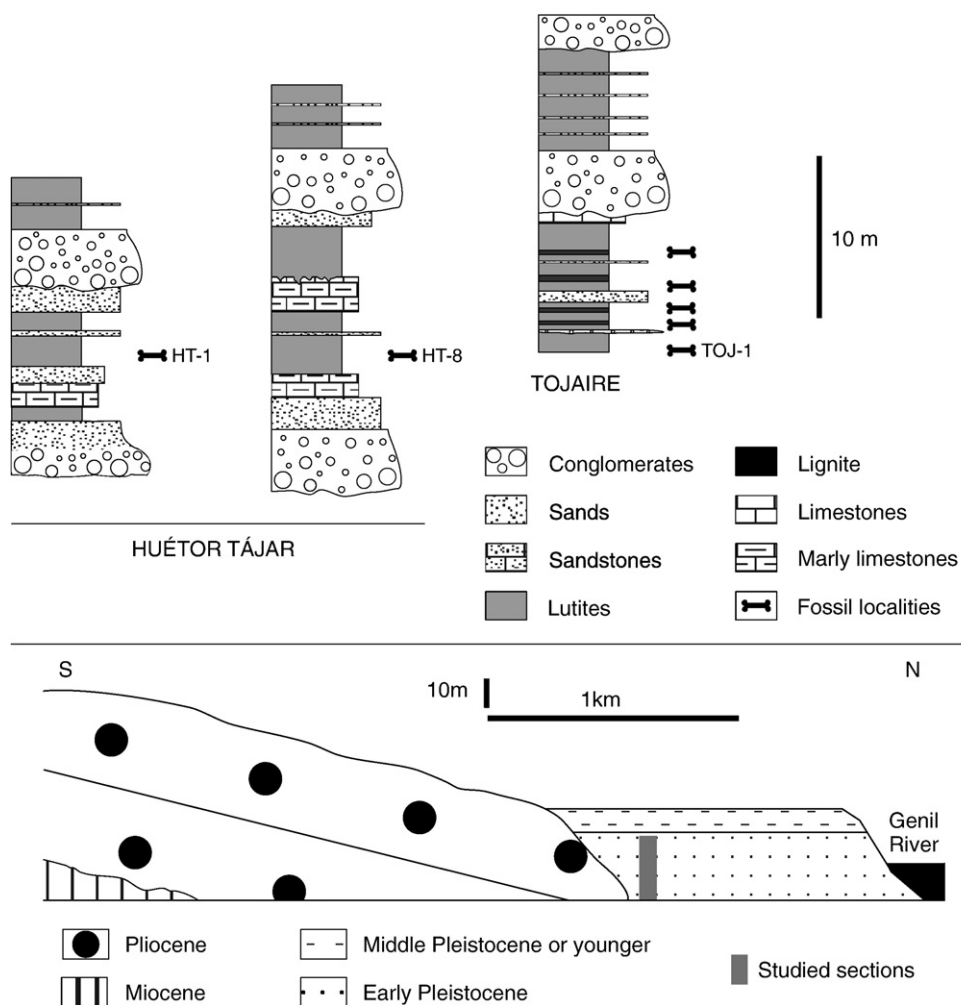 HT-1
HT-8
TOJ-1
10 m
TOJAIRE
HUÉTOR TÁJAR
Conglomerates
Sands
Sandstones
Lutites
Lignite
Limestones
Marly limestones
Fossil localities
S
N
10m
1km
Genil
River
Pliocene
Miocene
Middle Pleistocene or younger
Early Pleistocene
Studied sections